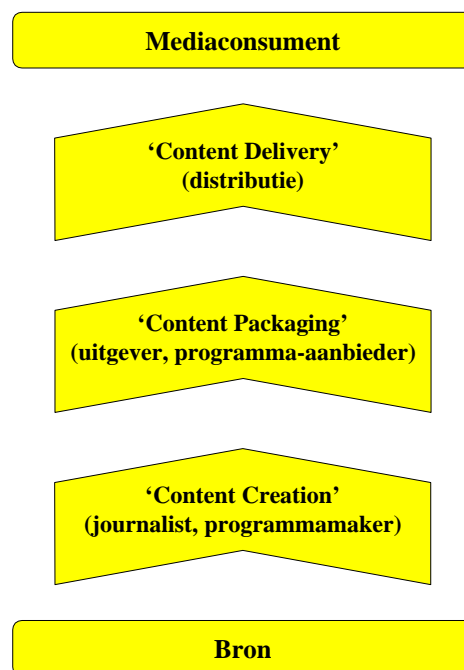 Mediaconsument
‘Content Delivery’
(distributie)
‘Content Packaging’
(uitgever, programma-aanbieder)
‘Content Creation’
(journalist, programmamaker)
Bron